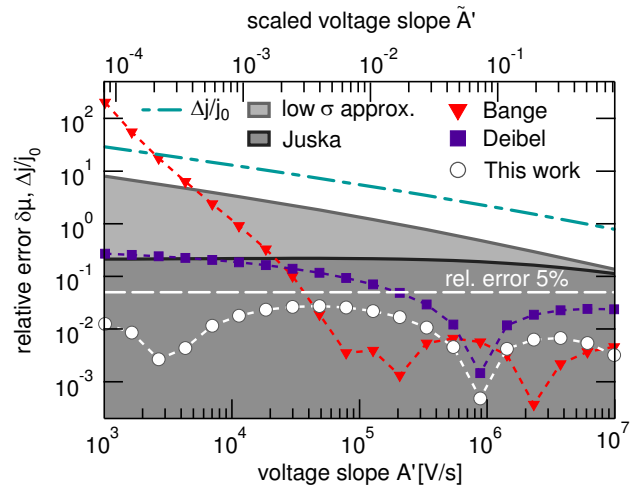 scaled voltage slope Ã'
10⁻⁴ 10⁻³ 10⁻² 10⁻¹
Δj/j₀ low σ approx. Bange
Juska Deibel
This work
relative error δμ, Δj/j₀
10²
10¹
10⁰
10⁻¹
10⁻²
10⁻³
rel. error 5%
10³ 10⁴ 10⁵ 10⁶ 10⁷
voltage slope A' [V/s]